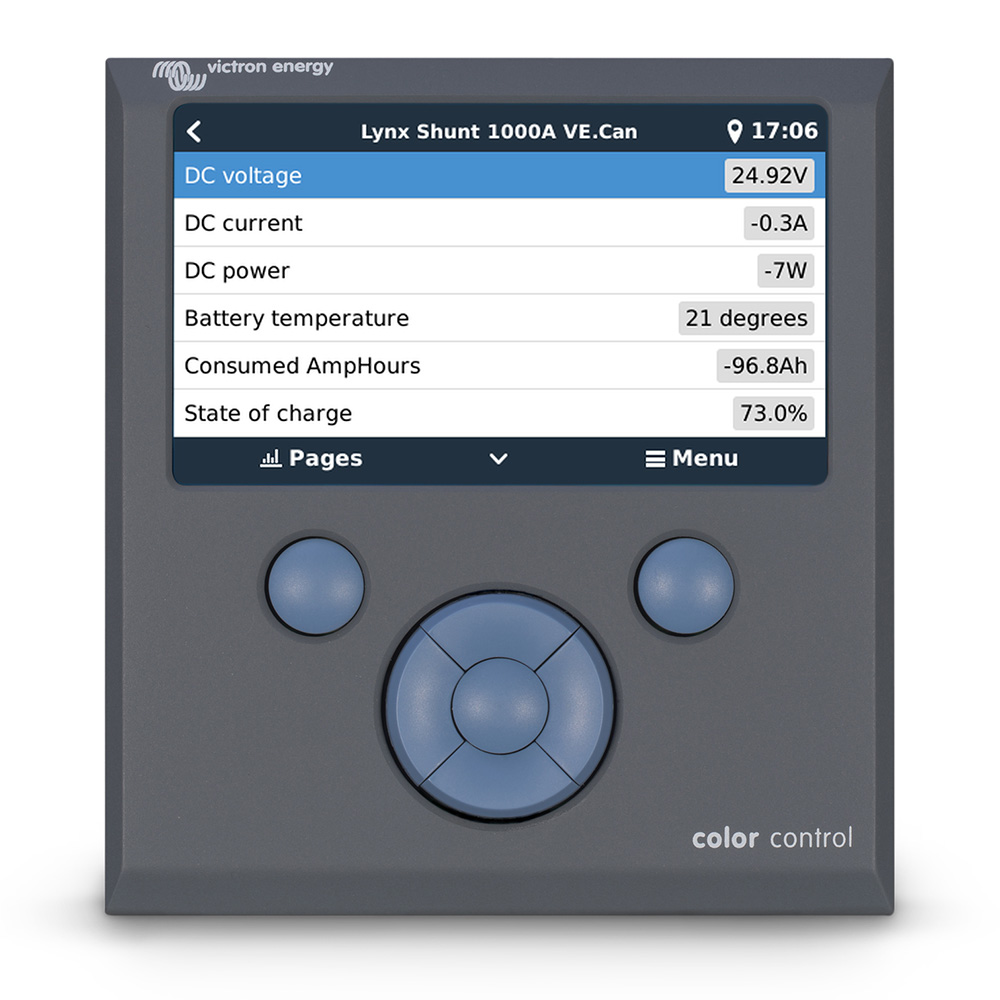 victron energy
Lynx Shunt 1000A VE.Can 17:06
DC voltage 24.92V
DC current -0.3A
DC power -7W
Battery temperature 21 degrees
Consumed AmpHours -96.8Ah
State of charge 73.0%
Pages Menu
color control